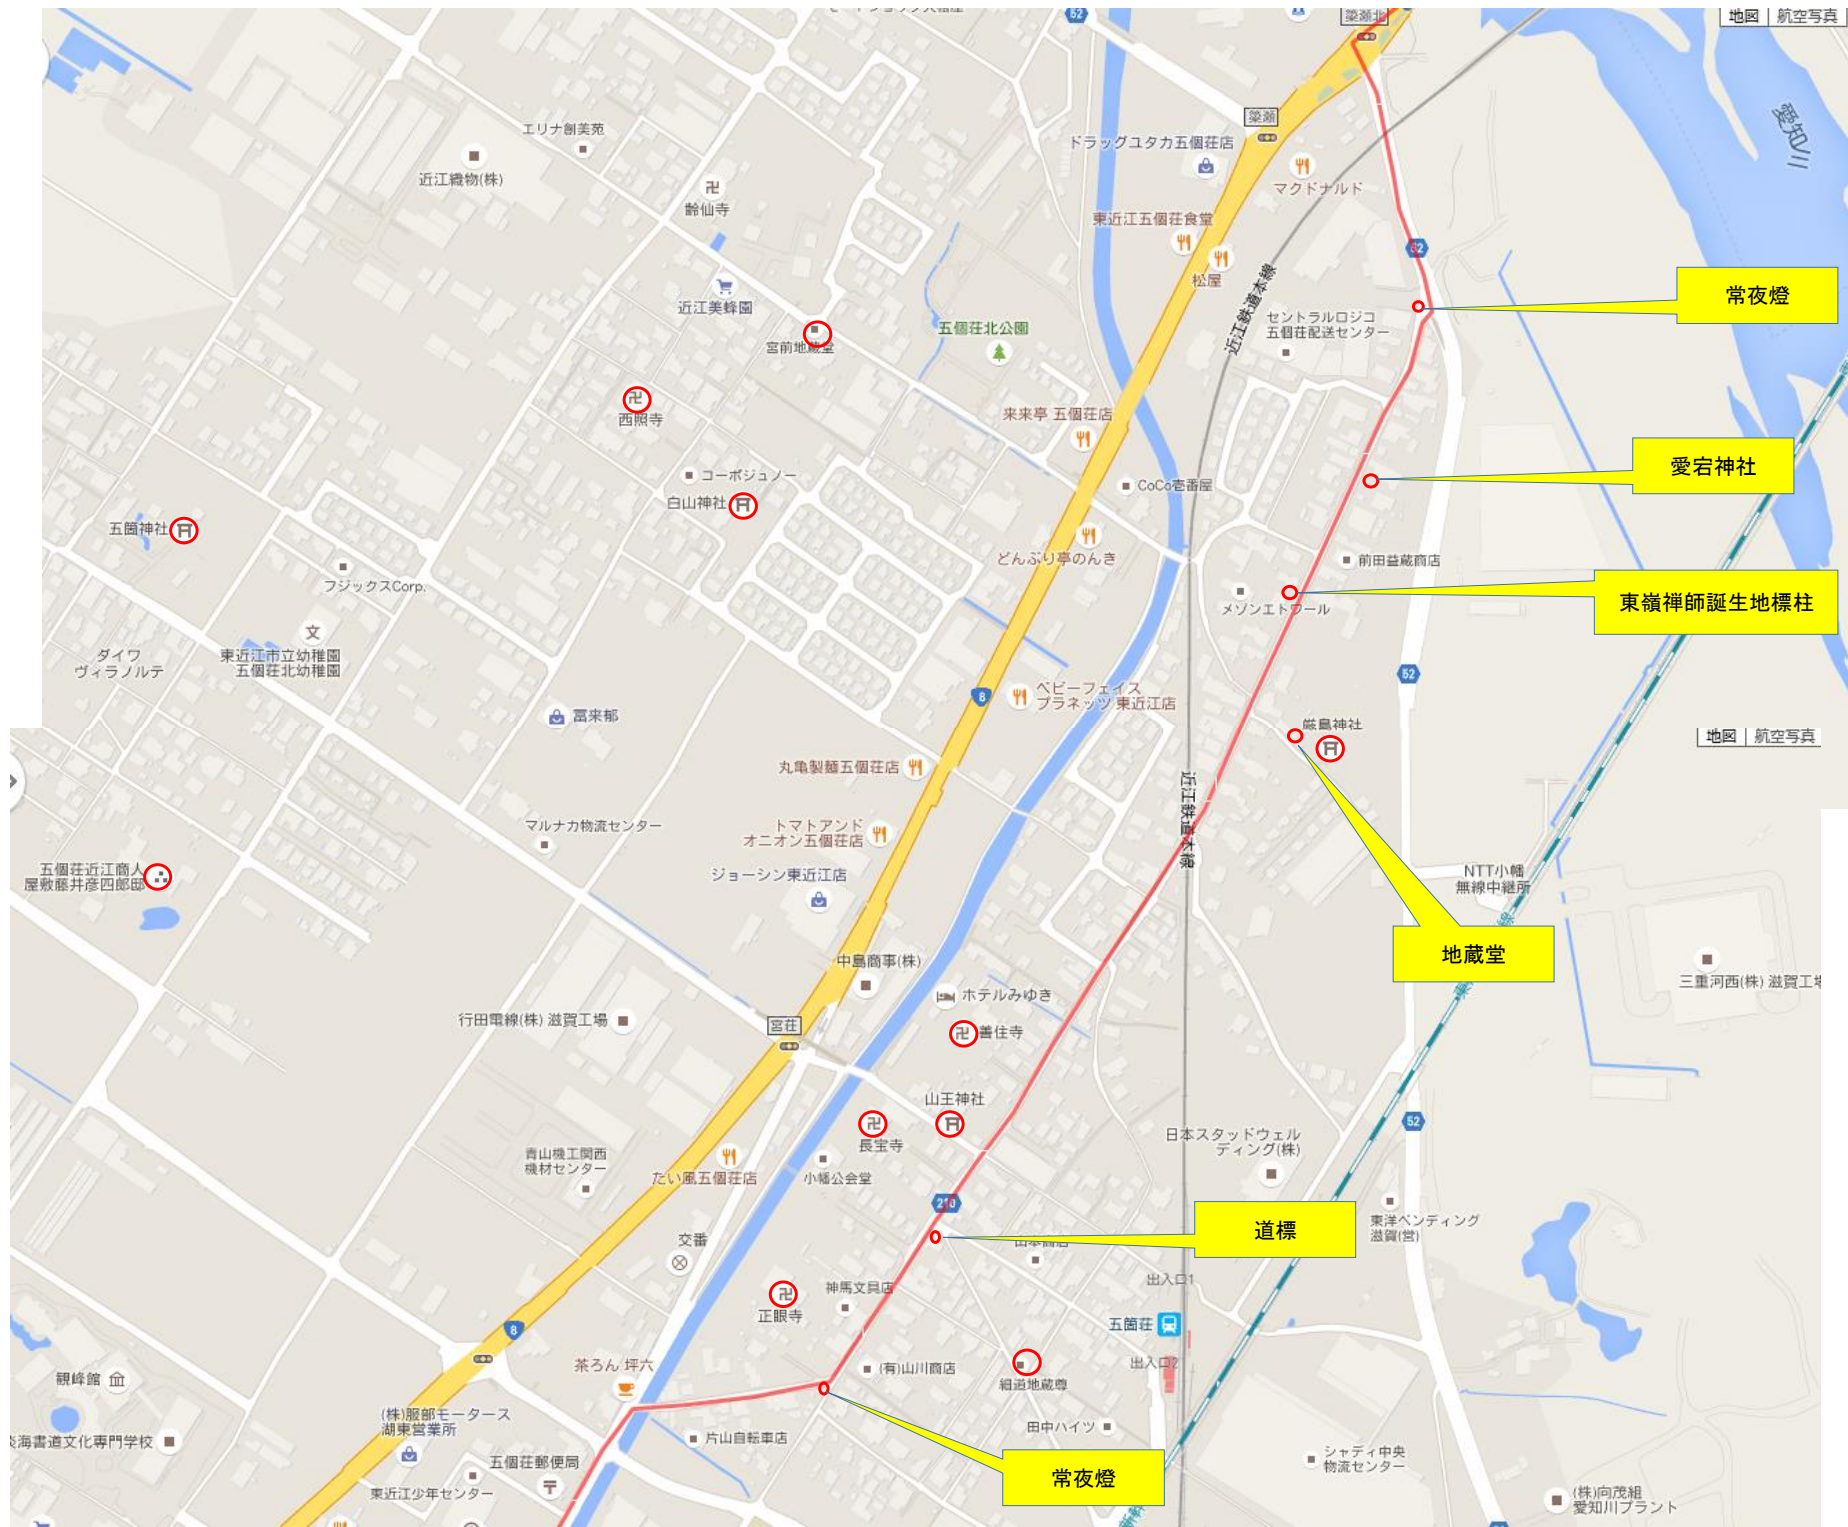 52
簗瀬北
地図 | 航空写真
愛知川
エリナ創美苑
近江織物(株)
齢仙寺
簗瀬
ドラッグユタカ五個荘店
マクドナルド
東近江五個荘食堂
松屋
近江鉄道本線
52
常夜燈
近江美蜂園
宮前地蔵堂
五個荘北公園
セントラルロジコ
五個荘配送センター
西照寺
来来亭 五個荘店
コーポジュノー
白山神社
CoCo壱番屋
愛宕神社
五箇神社
どんぶり亭のんき
前田益蔵商店
フジックスCorp.
メゾンエトワール
東嶺禅師誕生地標柱
東近江市立幼稚園
五個荘北幼稚園
ダイワ
ヴィラノルテ
8
ベビーフェイス
プラネッツ 東近江店
52
冨来郁
厳島神社
地図 | 航空写真
丸亀製麺五個荘店
近江鉄道本線
マルナカ物流センター
トマトアンド
オニオン五個荘店
五個荘近江商人
屋敷藤井彦四郎邸
ジョーシン東近江店
NTT小幡
無線中継所
地蔵堂
中島商事(株)
三重河西(株) 滋賀工場
ホテルみゆき
行田電線(株) 滋賀工場
宮荘
善住寺
山王神社
長宝寺
52
日本スタッドウェル
ディング(株)
青山機工関西
機材センター
たい風五個荘店
小幡公会堂
210
道標
東洋ベンディング
滋賀(営)
交番
出入口1
神馬文具店
正眼寺
五箇荘
8
茶ろん 坪六
(有)山川商店
出入口2
細道地蔵尊
観峰館
(株)服部モータース
湖東営業所
田中ハイツ
片山自転車店
海書道文化専門学校
五個荘郵便局
常夜燈
シャディ中央
物流センター
東近江少年センター
(株)向茂組
愛知川プラント